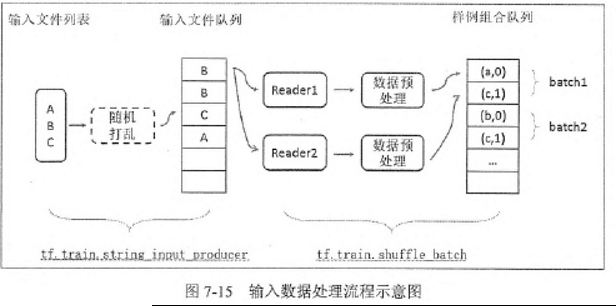 输入文件列表
输入文件队列
样例组合队列
A
B
C
随机
打乱
B
B
C
A
Reader1
数据预
处理
Reader2
数据预
处理
(a,0)
(c,1)
(b,0)
(c,1)
...
batch1
batch2
tf.train.string_input_producer
tf.train.shuffle_batch
图 7-15 输入数据处理流程示意图